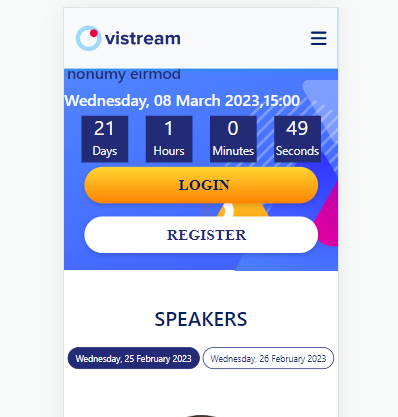 vistream
nonumy eirmod
Wednesday, 08 March 2023,15:00
21 1 0 49
Days Hours Minutes Seconds
LOGIN
REGISTER
SPEAKERS
Wednesday, 25 February 2023 Wednesday, 26 February 2023